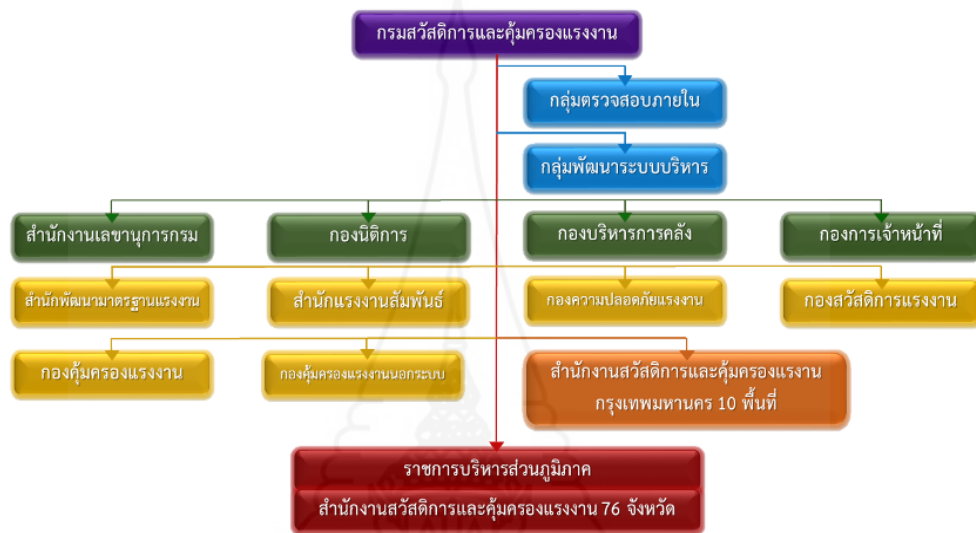 กรมสวัสดิการและคุ้มครองแรงงาน
กลุ่มตรวจสอบภายใน
กลุ่มพัฒนาระบบบริหาร
สำนักงานเลขานุการกรม
กองนิติการ
กองบริหารการคลัง
กองการเจ้าหน้าที่
สำนักพัฒนามาตรฐานแรงงาน
สำนักแรงงานสัมพันธ์
กองความปลอดภัยแรงงาน
กองสวัสดิการแรงงาน
กองคุ้มครองแรงงาน
กองคุ้มครองแรงงานนอกระบบ
สำนักงานสวัสดิการและคุ้มครองแรงาน
กรุงเทพมหานคร 10 พื้นที่
ราชการบริหารส่วนภูมิภาค
สำนักงานสวัสดิการและคุ้มครองแรงงาน 76 จังหวัด